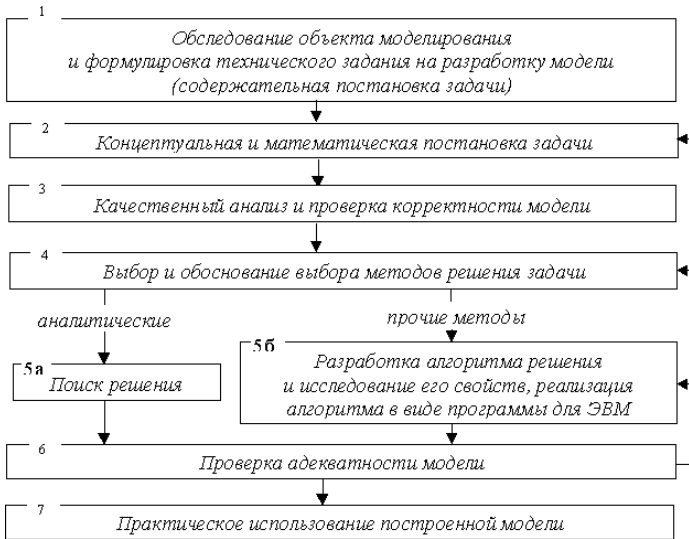 1
Обследование объекта моделирования
и формулировка технического задания на разработку модели
(содержательная постановка задачи)
2
Концептуальная и математическая постановка задачи
3
Качественный анализ и проверка корректности модели
4
Выбор и обоснование выбора методов решения задачи
аналитические
прочие методы
5а
Поиск решения
5б
Разработка алгоритма решения
и исследование его свойств, реализация
алгоритма в виде программы для ЭВМ
6
Проверка адекватности модели
7
Практическое использование построенной модели